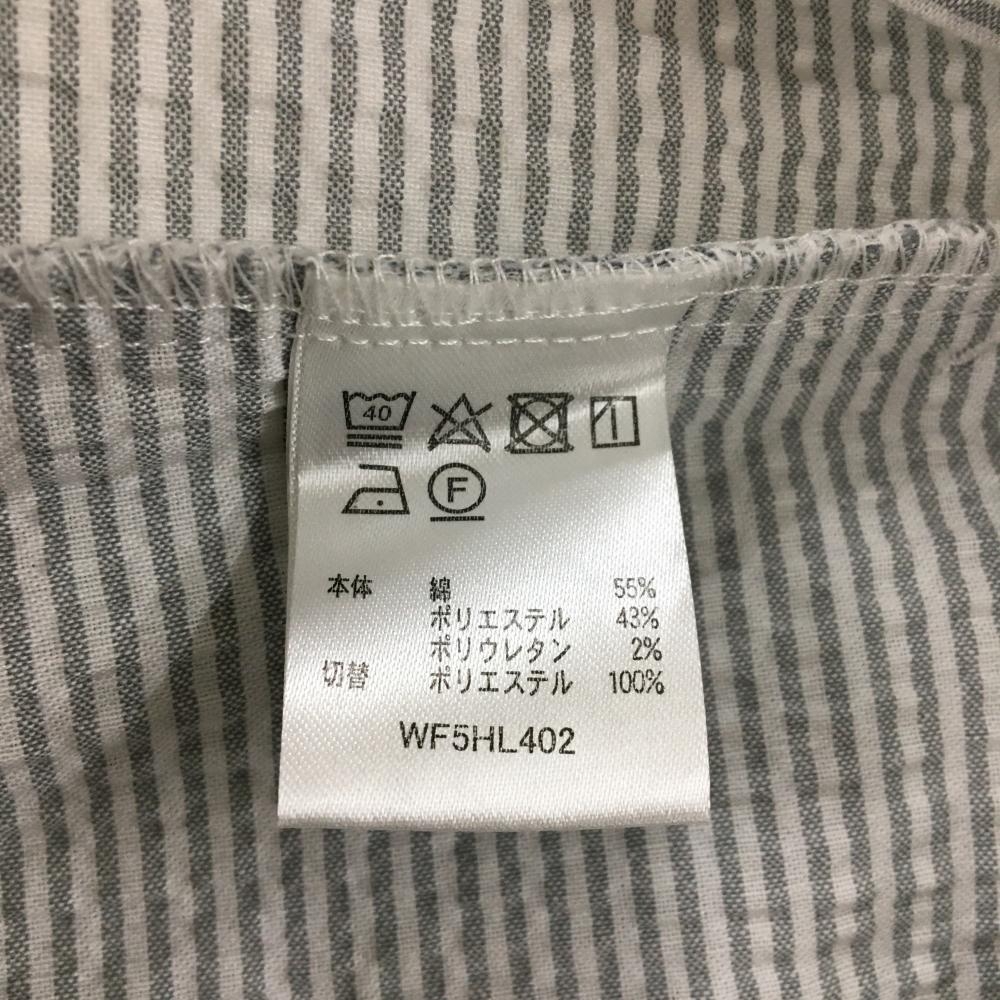 40
F
本体 綿 55%
ポリエステル 43%
ポリウレタン 2%
切替 ポリエステル 100%
WF5HL402